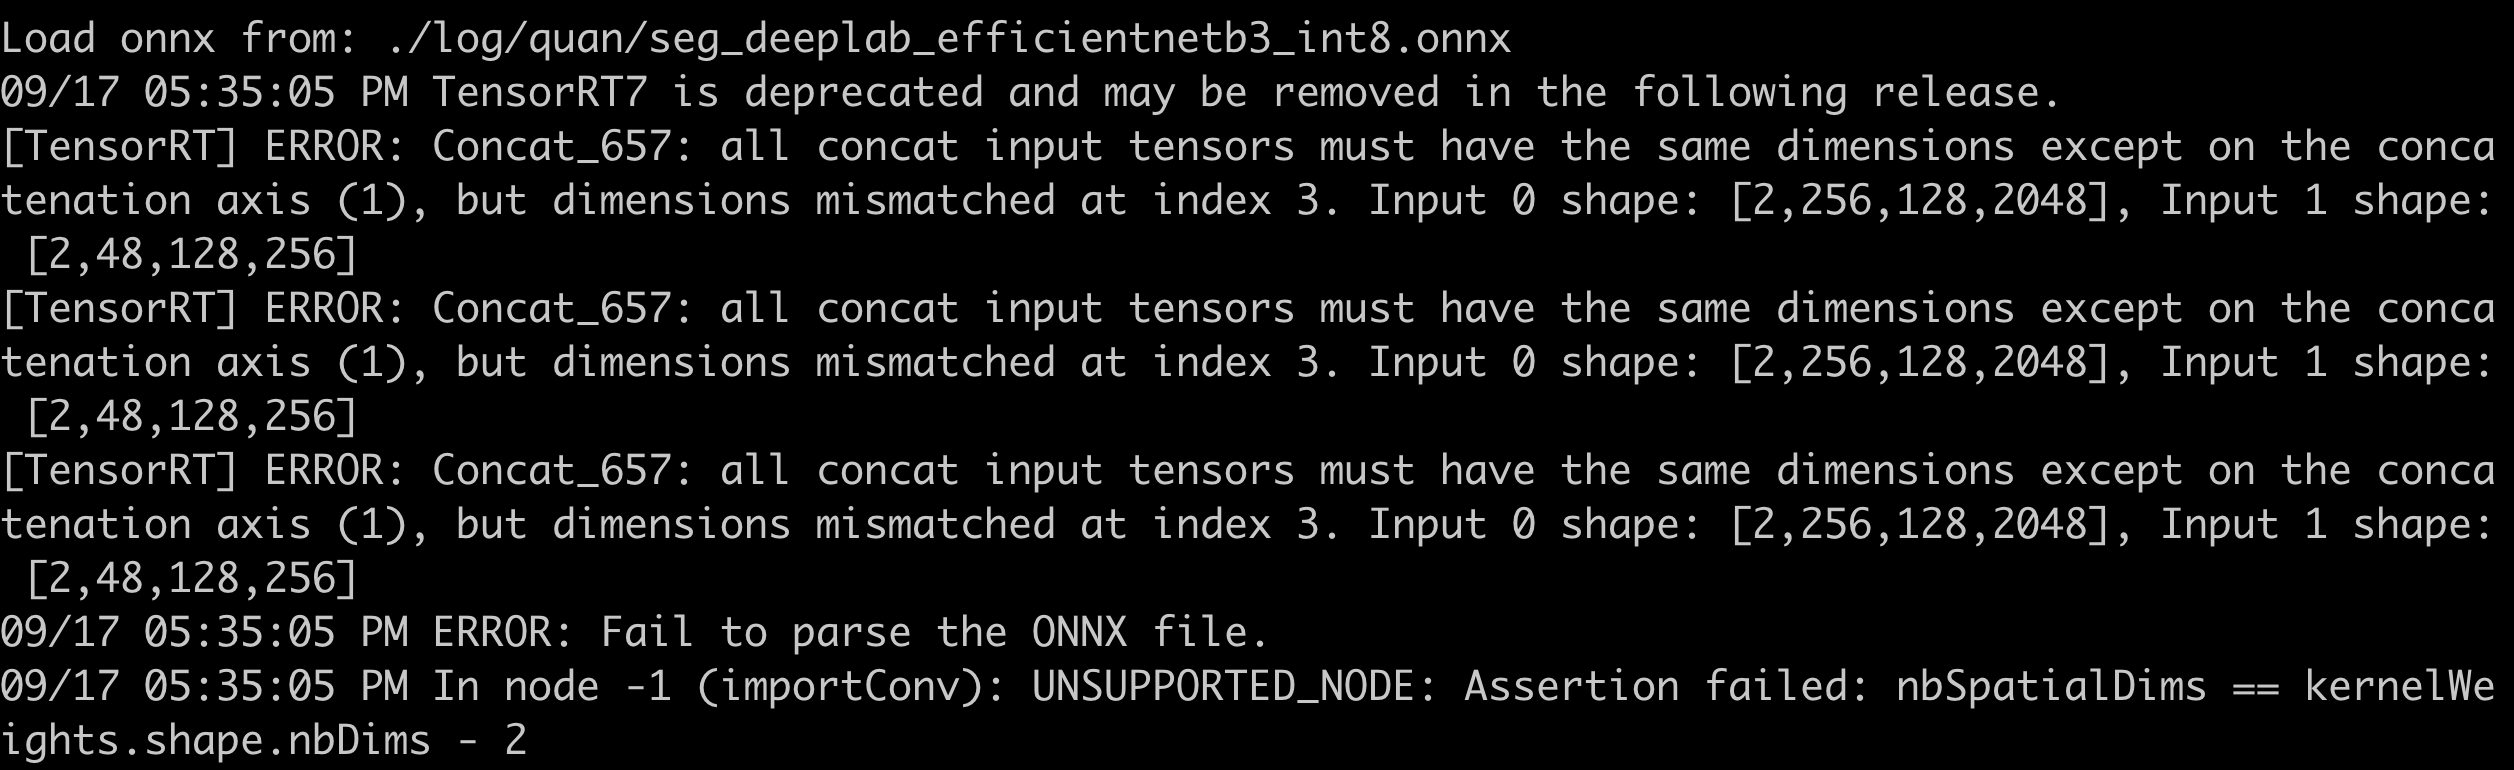 Load onnx from: ./log/quan/seg_deeplab_efficientnetb3_int8.onnx
09/17 05:35:05 PM TensorRT7 is deprecated and may be removed in the following release.
[TensorRT] ERROR: Concat_657: all concat input tensors must have the same dimensions except on the conca
tenation axis (1), but dimensions mismatched at index 3. Input 0 shape: [2,256,128,2048], Input 1 shape:
 [2,48,128,256]
[TensorRT] ERROR: Concat_657: all concat input tensors must have the same dimensions except on the conca
tenation axis (1), but dimensions mismatched at index 3. Input 0 shape: [2,256,128,2048], Input 1 shape:
 [2,48,128,256]
[TensorRT] ERROR: Concat_657: all concat input tensors must have the same dimensions except on the conca
tenation axis (1), but dimensions mismatched at index 3. Input 0 shape: [2,256,128,2048], Input 1 shape:
 [2,48,128,256]
09/17 05:35:05 PM ERROR: Fail to parse the ONNX file.
09/17 05:35:05 PM In node -1 (importConv): UNSUPPORTED_NODE: Assertion failed: nbSpatialDims == kernelWe
ights.shape.nbDims - 2